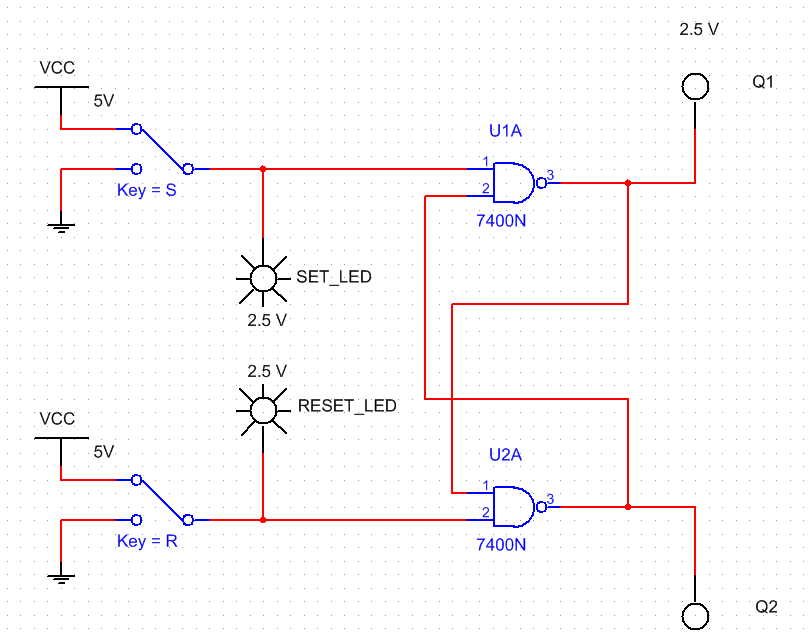 2.5 V
Q1
VCC
5V
Key = S
U1A
1
2
3
7400N
SET_LED
2.5 V
2.5 V
RESET_LED
VCC
5V
Key = R
U2A
1
2
3
7400N
Q2